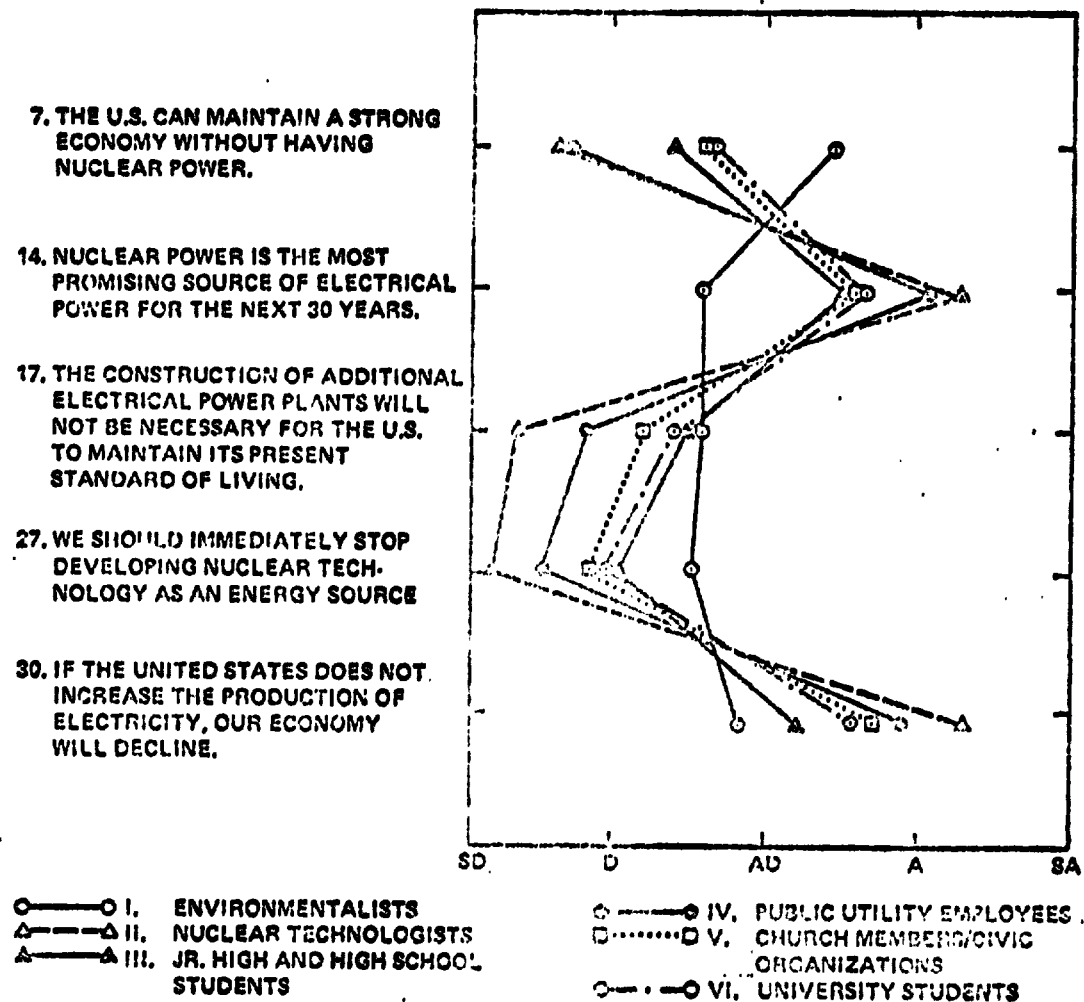 7. THE U.S. CAN MAINTAIN A STRONG
ECONOMY WITHOUT HAVING
NUCLEAR POWER.
14. NUCLEAR POWER IS THE MOST
PROMISING SOURCE OF ELECTRICAL
POWER FOR THE NEXT 30 YEARS.
17. THE CONSTRUCTION OF ADDITIONAL
ELECTRICAL POWER PLANTS WILL
NOT BE NECESSARY FOR THE U.S.
TO MAINTAIN ITS PRESENT
STANDARD OF LIVING.
27. WE SHOULD IMMEDIATELY STOP
DEVELOPING NUCLEAR TECH-
NOLOGY AS AN ENERGY SOURCE
30. IF THE UNITED STATES DOES NOT
INCREASE THE PRODUCTION OF
ELECTRICITY, OUR ECONOMY
WILL DECLINE.
SD D AD A SA
I. ENVIRONMENTALISTS
II. NUCLEAR TECHNOLOGISTS
III. JR. HIGH AND HIGH SCHOOL
STUDENTS
IV. PUBLIC UTILITY EMPLOYEES
V. CHURCH MEMBERS/CIVIC
ORGANIZATIONS
VI. UNIVERSITY STUDENTS